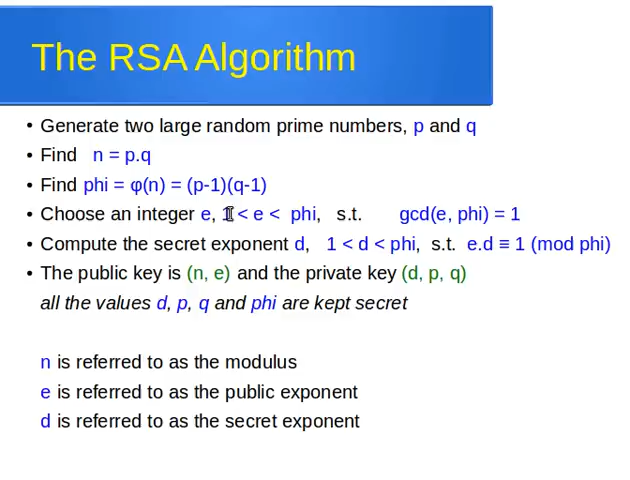 The RSA Algorithm
• Generate two large random prime numbers, p and q
• Find n = p.q
• Find phi = φ(n) = (p-1)(q-1)
• Choose an integer e, 1 < e < phi, s.t. gcd(e, phi) = 1
• Compute the secret exponent d, 1 < d < phi, s.t. e.d ≡ 1 (mod phi)
• The public key is (n, e) and the private key (d, p, q)
all the values d, p, q and phi are kept secret
n is referred to as the modulus
e is referred to as the public exponent
d is referred to as the secret exponent